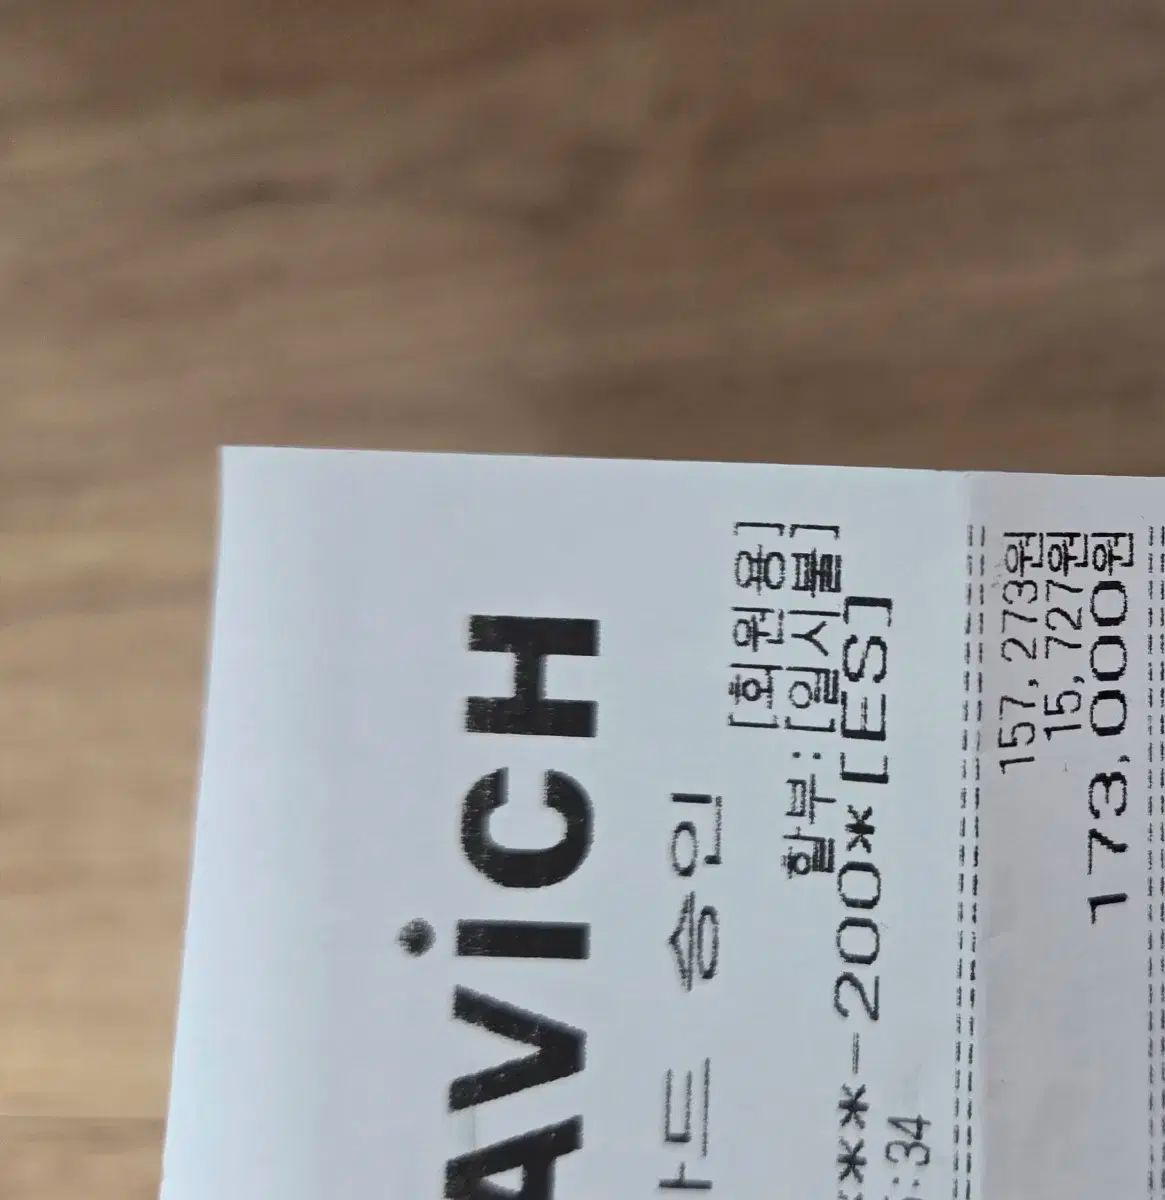 AViCH
카드 승인
[회원용]
할부:[일시불]
**-200*[ES]
:34
157,273원
15,727원
173,000원